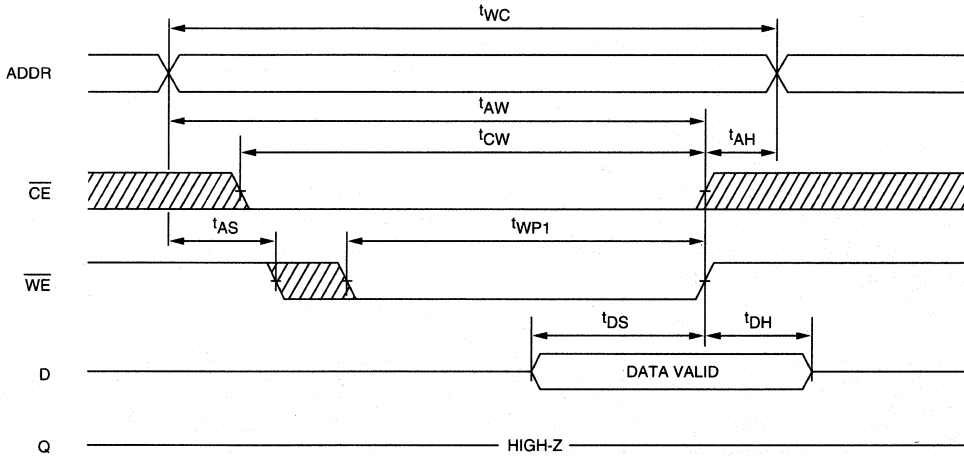 tWC
ADDR
tAW
tCW
tAH
CE
tAS
tWP1
WE
tDS
tDH
D
DATA VALID
Q
HIGH-Z